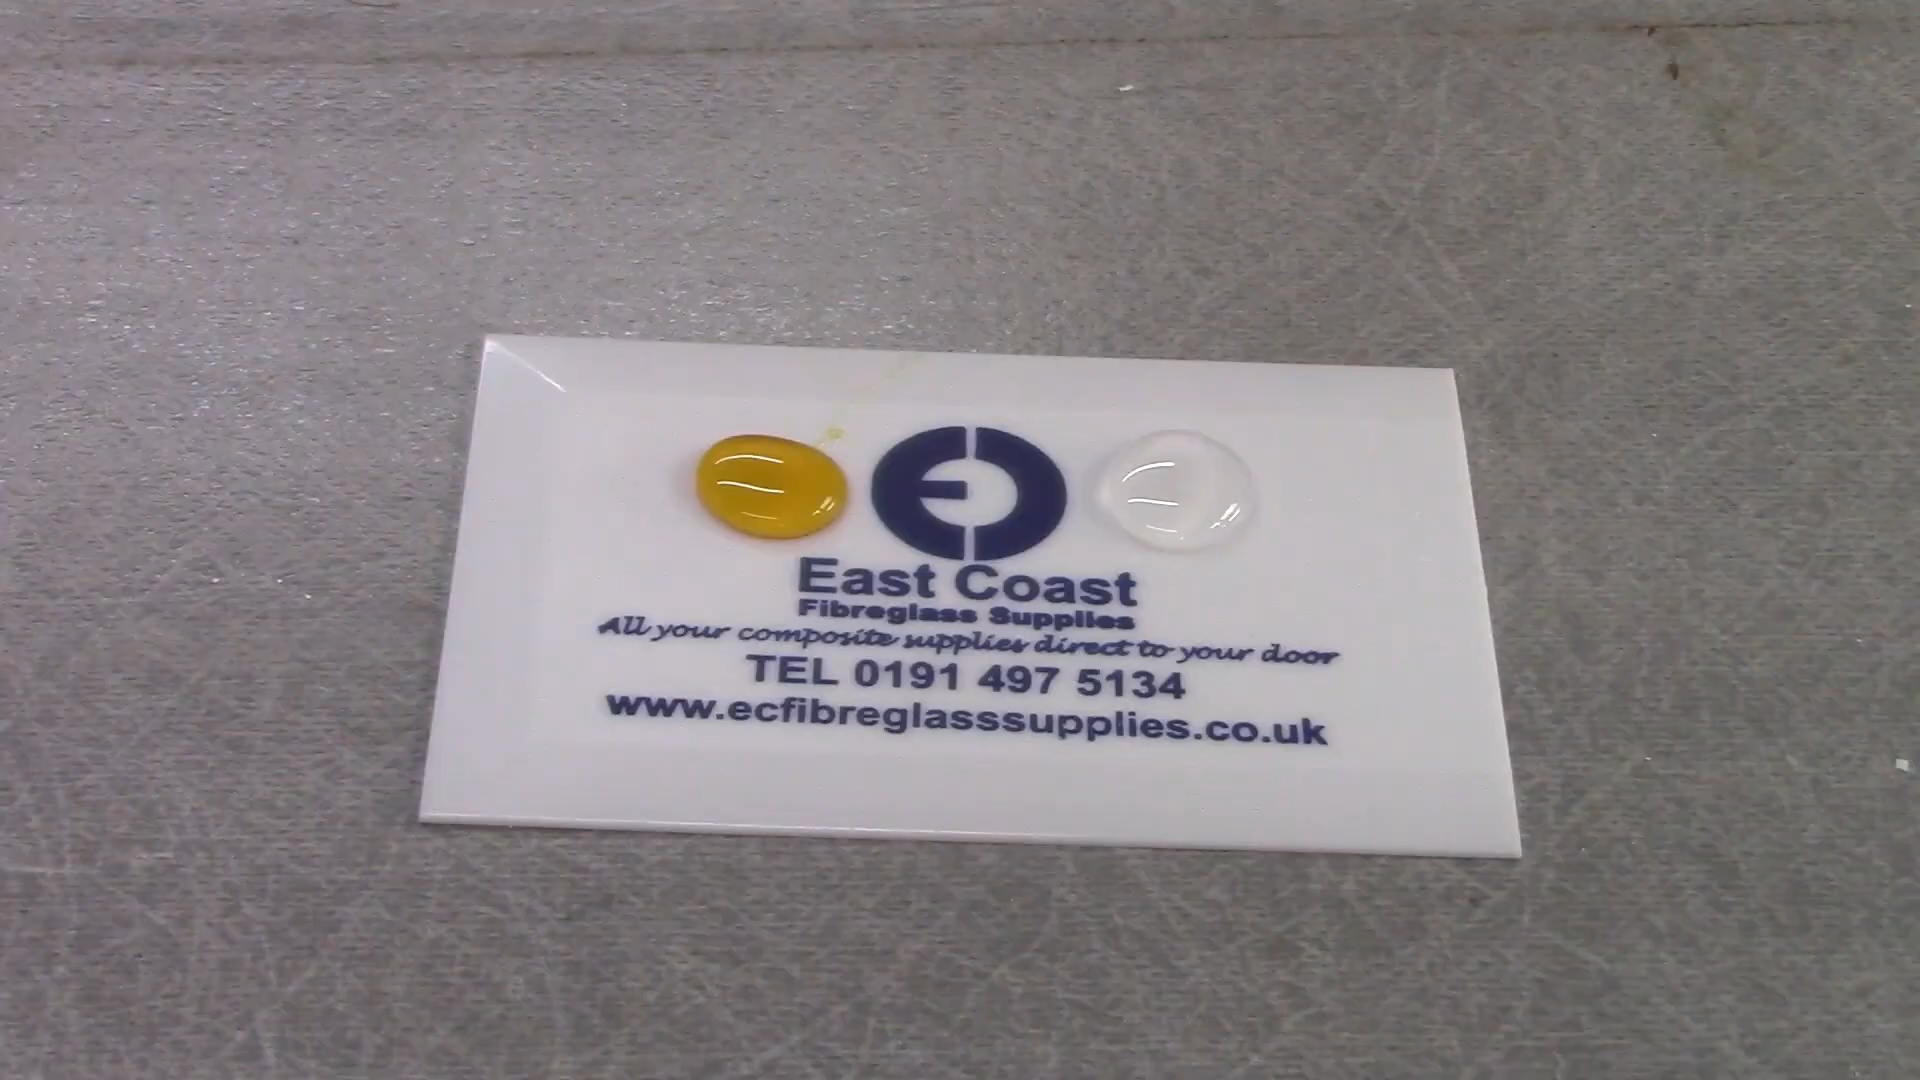 East Coast
Fibreglass Supplies
All your composite supplies direct to your door
TEL 0191 497 5134
www.ecfibreglasssupplies.co.uk